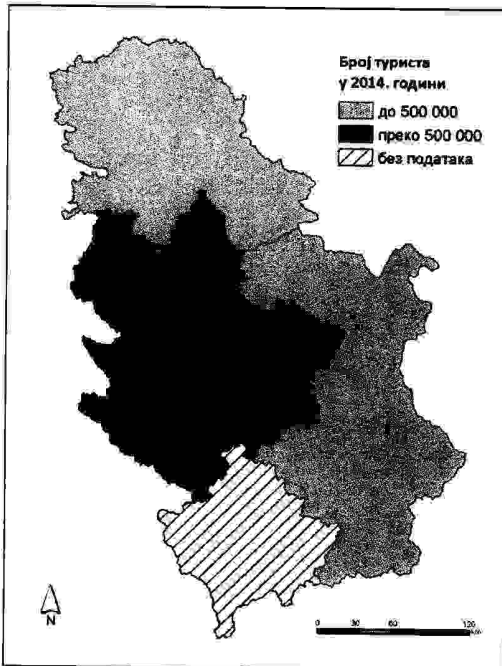 Број туриста
у 2014. години
до 500 000
преко 500 000
без података
N
0 30 60 120